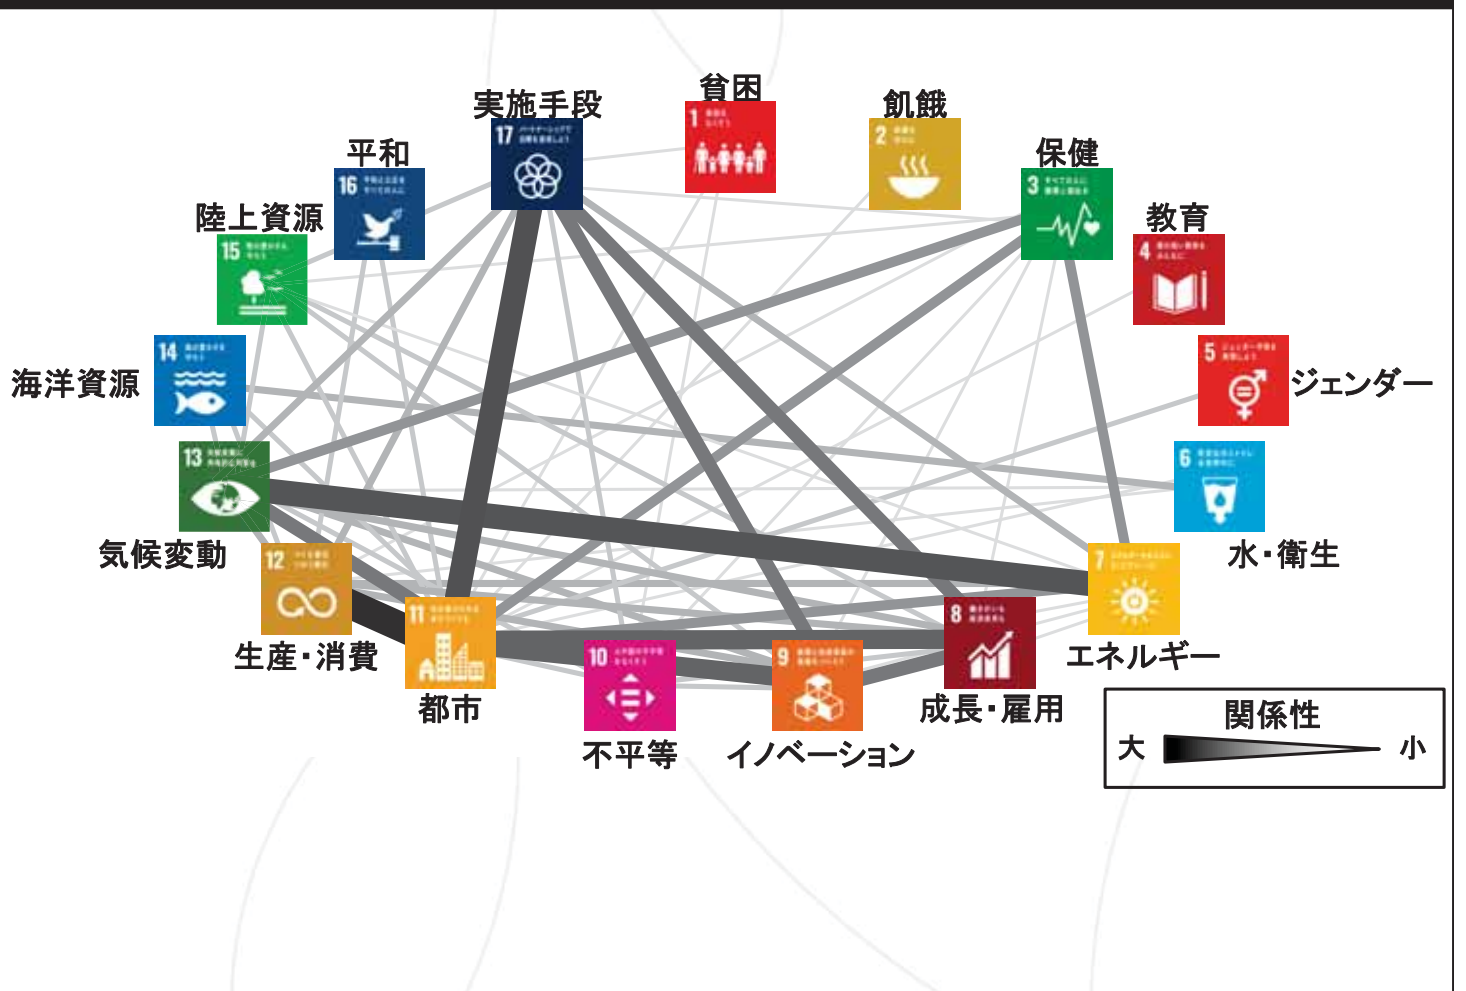 貧困
実施手段
飢餓
平和
保健
陸上資源
教育
海洋資源
ジェンダー
気候変動
水・衛生
生産・消費
エネルギー
都市
成長・雇用
不平等
イノベーション
関係性
大
小
17
1
2
16
3
15
4
14
5
13
6
12
7
11
8
10
9